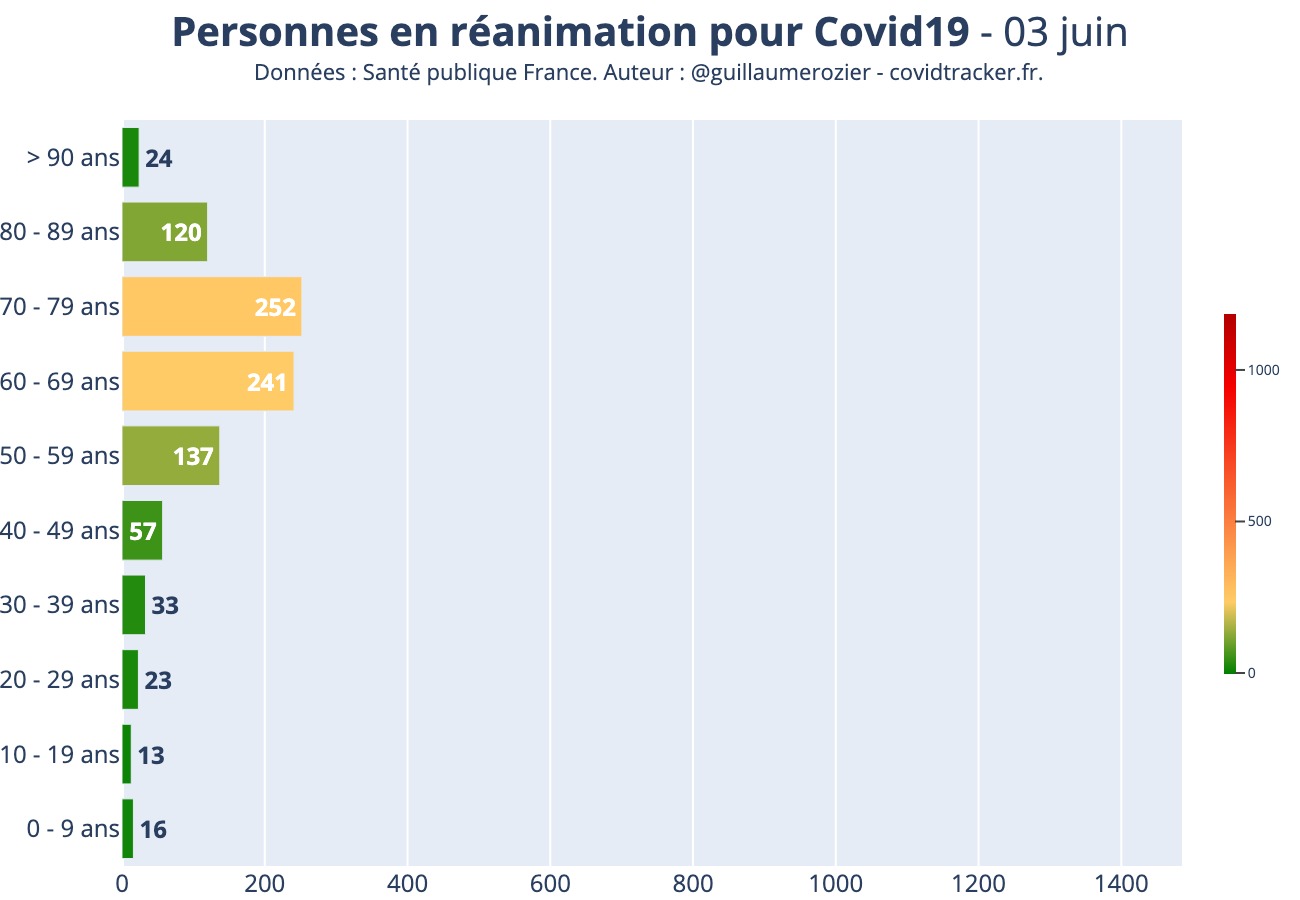 Personnes en réanimation pour Covid19 - 03 juin
Données : Santé publique France. Auteur : @guillaumerozier - covidtracker.fr.
> 90 ans 24
80 - 89 ans 120
70 - 79 ans 252
60 - 69 ans 241
50 - 59 ans 137
40 - 49 ans 57
30 - 39 ans 33
20 - 29 ans 23
10 - 19 ans 13
0 - 9 ans 16
0 200 400 600 800 1000 1200 1400
1000
500
0